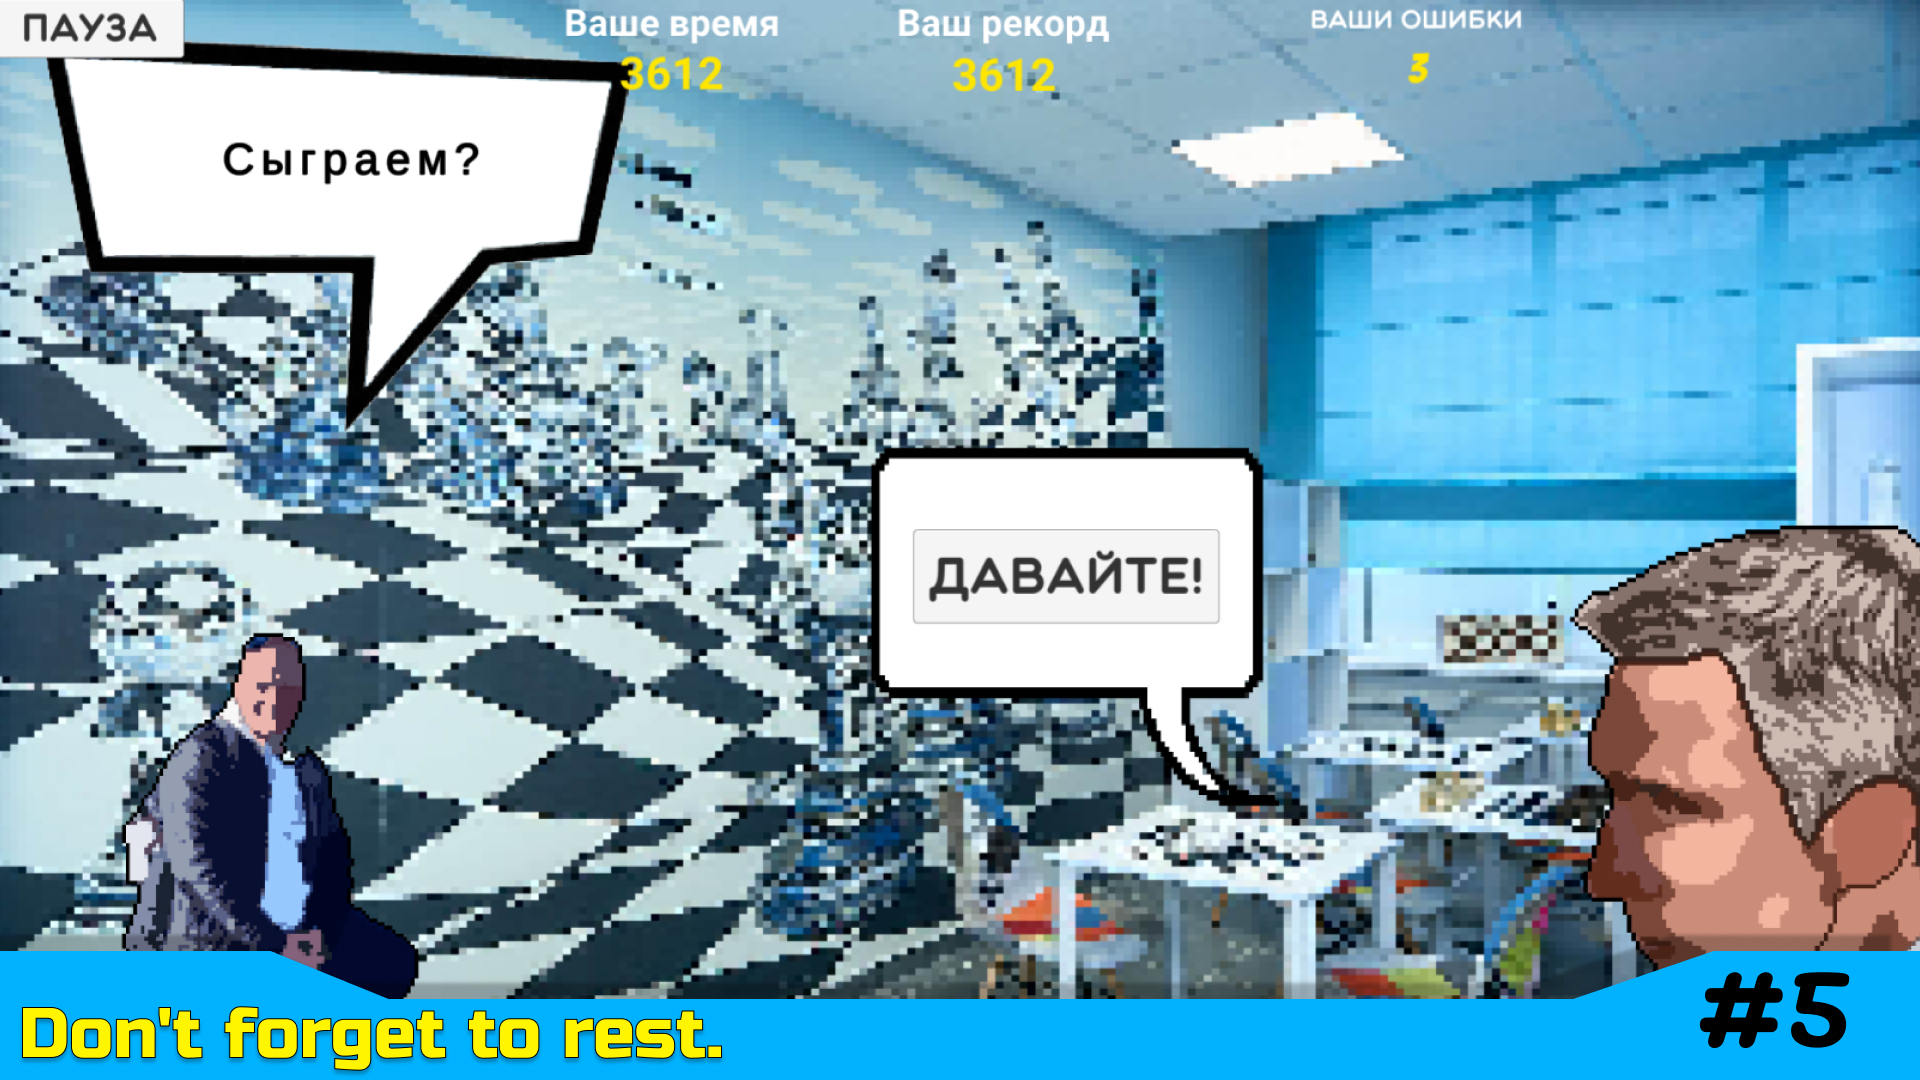 ПАУЗА
Ваше время
3612
Ваш рекорд
3612
ВАШИ ОШИБКИ
3
Сыграем?
ДАВАЙТЕ!
Don't forget to rest.
#5